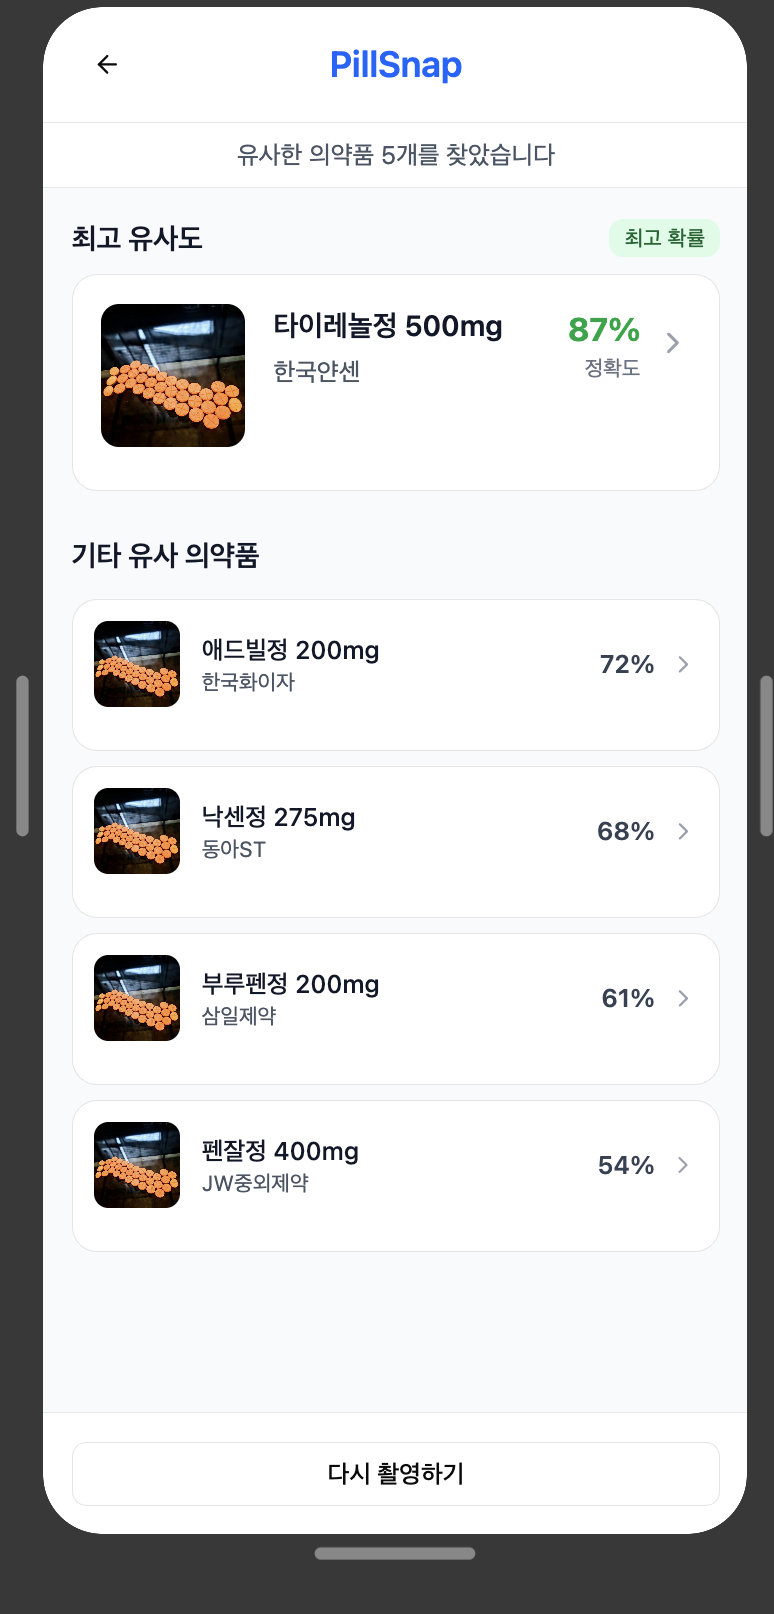 PillSnap
유사한 의약품 5개를 찾았습니다
최고 유사도
최고 확률
타이레놀정 500mg
87%
한국얀센
정확도
기타 유사 의약품
애드빌정 200mg
72%
한국화이자
낙센정 275mg
68%
동아ST
부루펜정 200mg
61%
삼일제약
펜잘정 400mg
54%
JW중외제약
다시 촬영하기